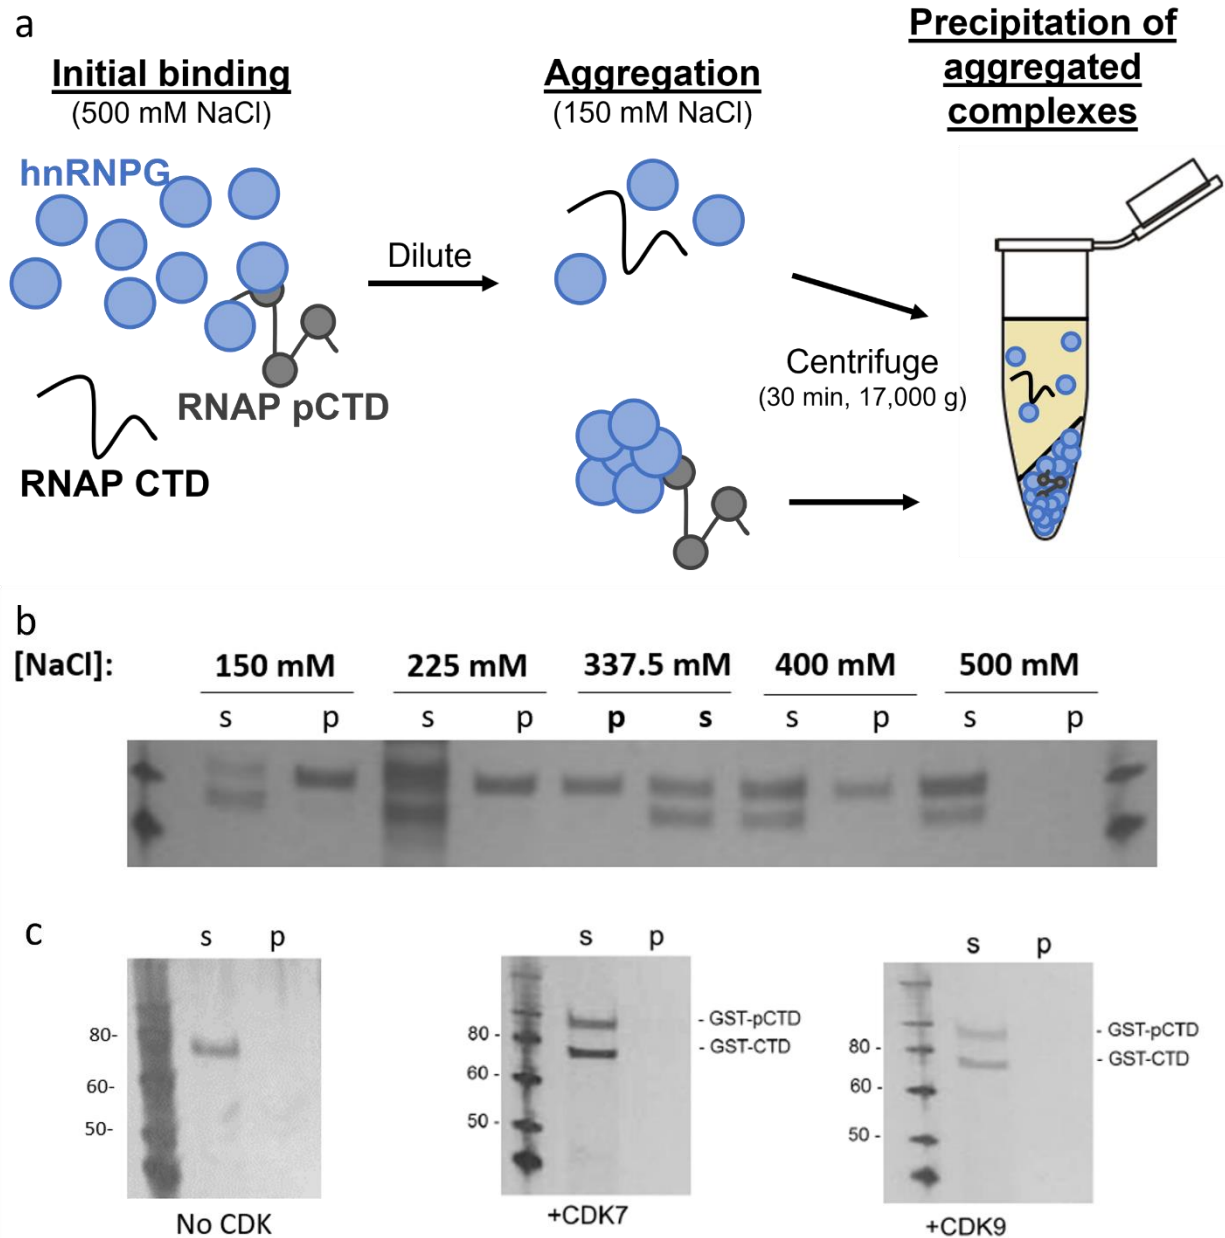 a
Initial binding
(500 mM NaCl)
Aggregation
(150 mM NaCl)
Precipitation of
aggregated
complexes
hnRNPG
Dilute
RNAP pCTD
RNAP CTD
Centrifuge
(30 min, 17,000 g)
b
[NaCl]: 150 mM 225 mM 337.5 mM 400 mM 500 mM
s p s p p s s p s p
c
s p
80-
60-
50-
No CDK
s p
- GST-pCTD
80 -
- GST-CTD
60 -
50 -
+CDK7
s p
- GST-pCTD
80 -
- GST-CTD
60 -
50 -
+CDK9